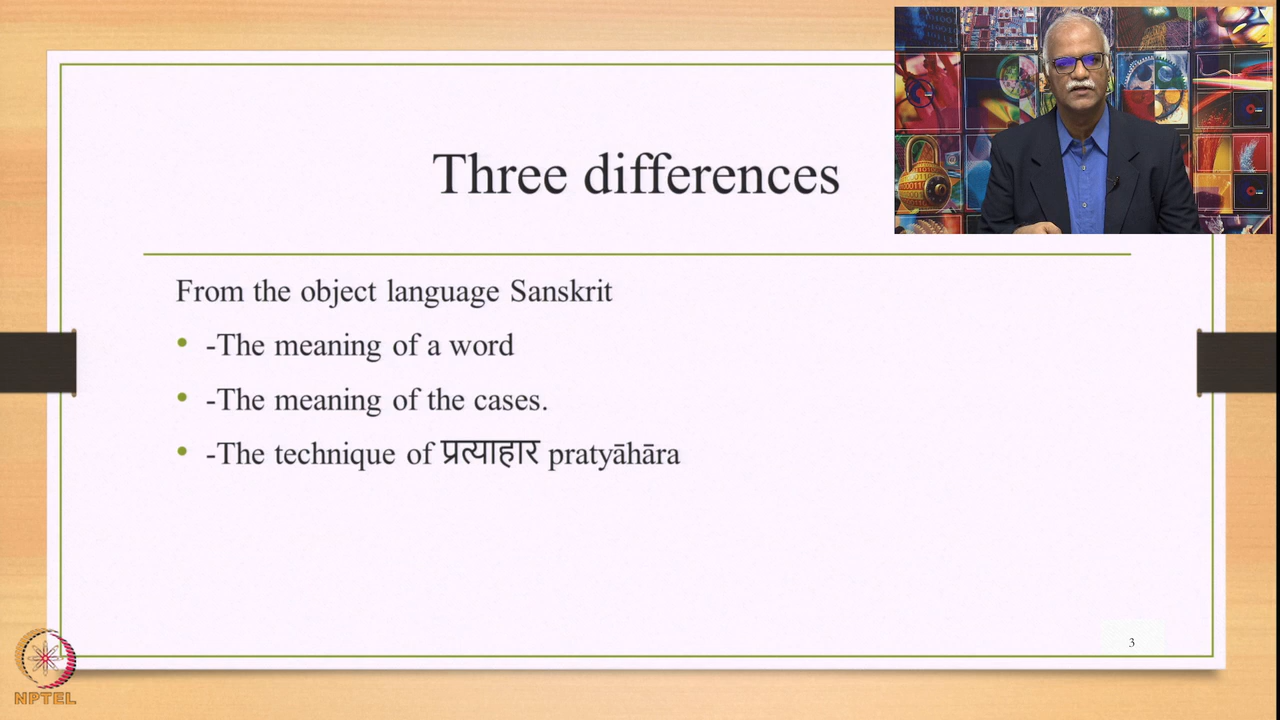 Three differences
From the object language Sanskrit
• -The meaning of a word
• -The meaning of the cases.
• -The technique of प्रत्याहार pratyāhāra
3
NPTEL